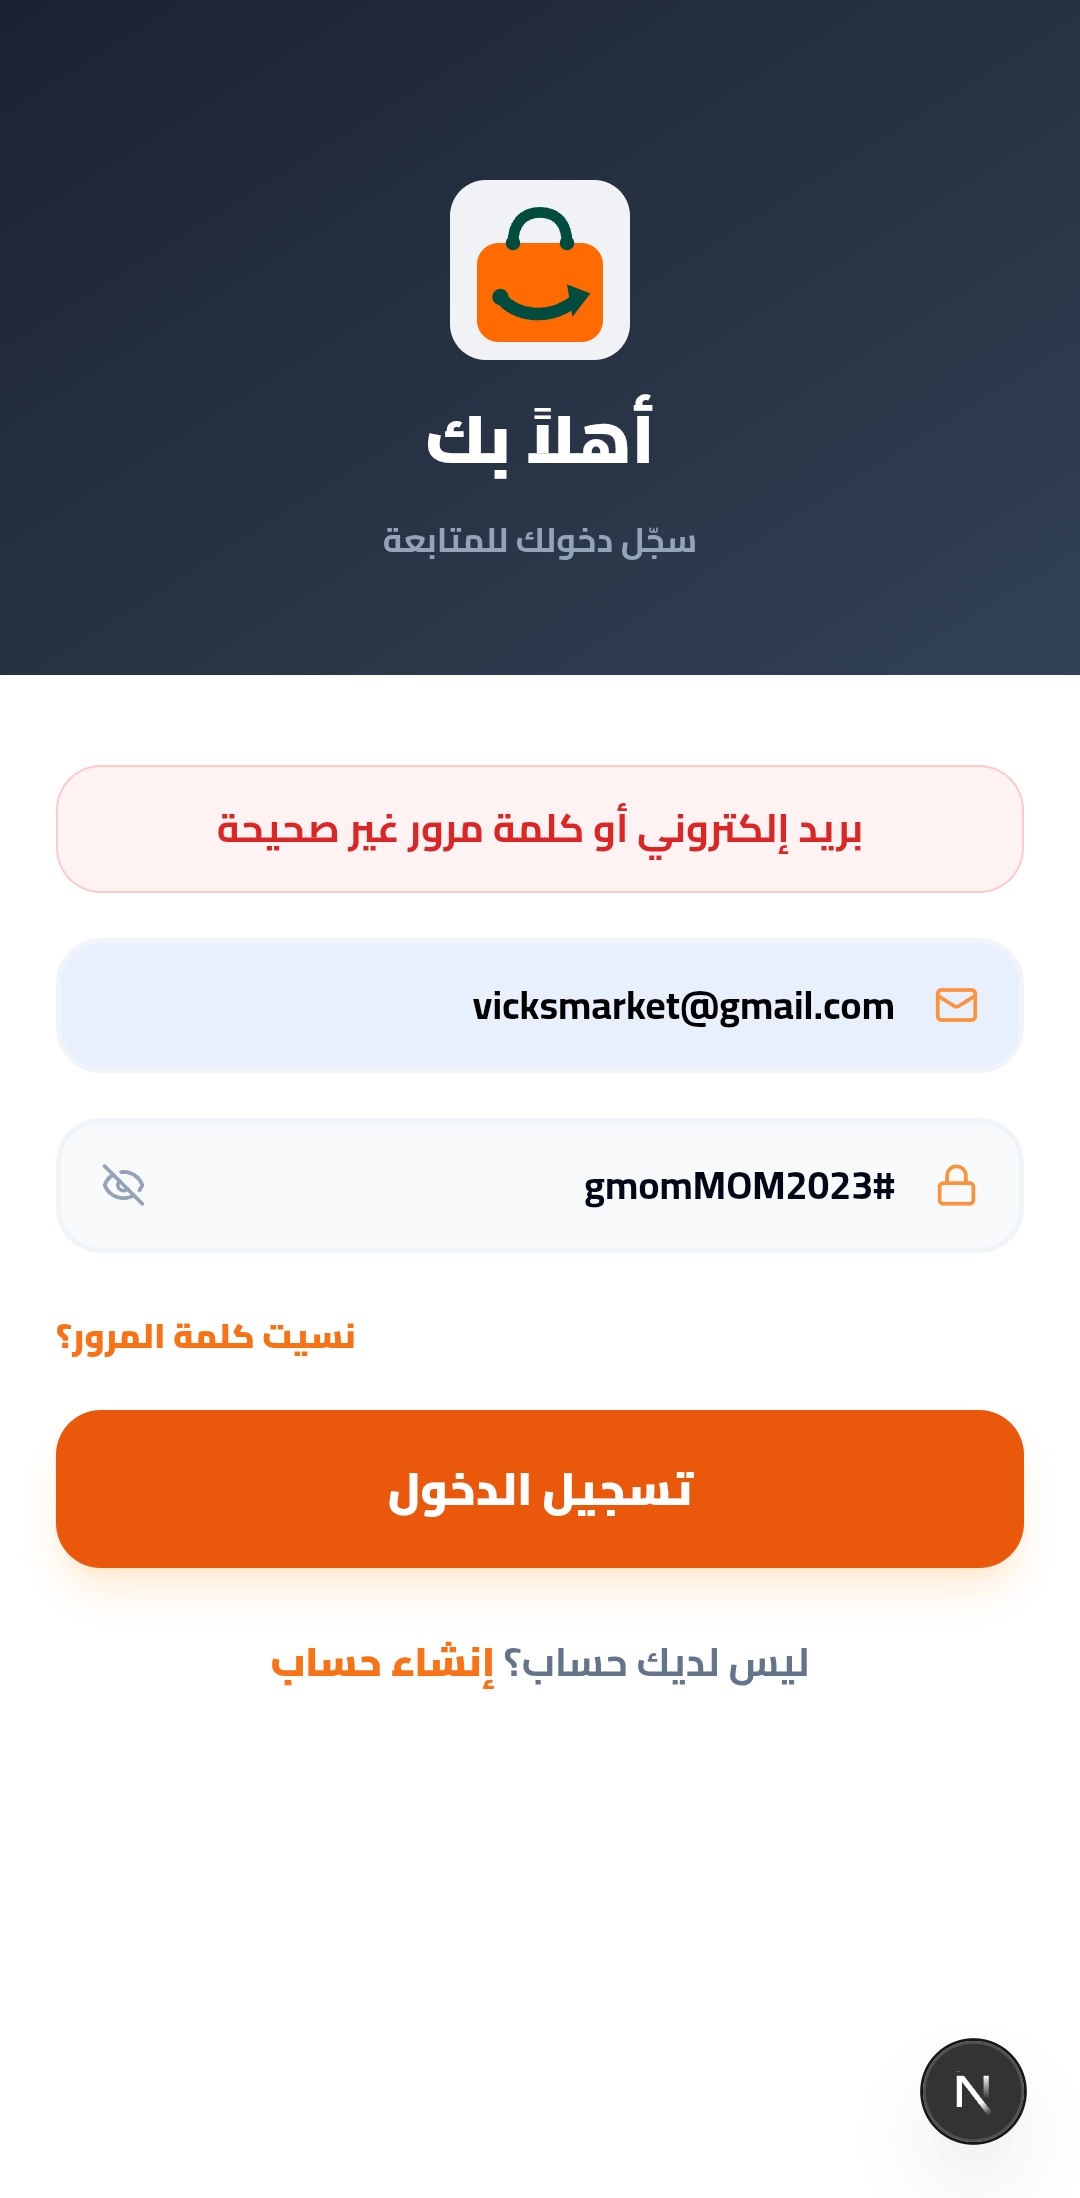 أهلاً بك
سجّل دخولك للمتابعة
بريد إلكتروني أو كلمة مرور غير صحيحة
vicksmarket@gmail.com
gmomMOM2023#
نسيت كلمة المرور؟
تسجيل الدخول
ليس لديك حساب؟ إنشاء حساب
N